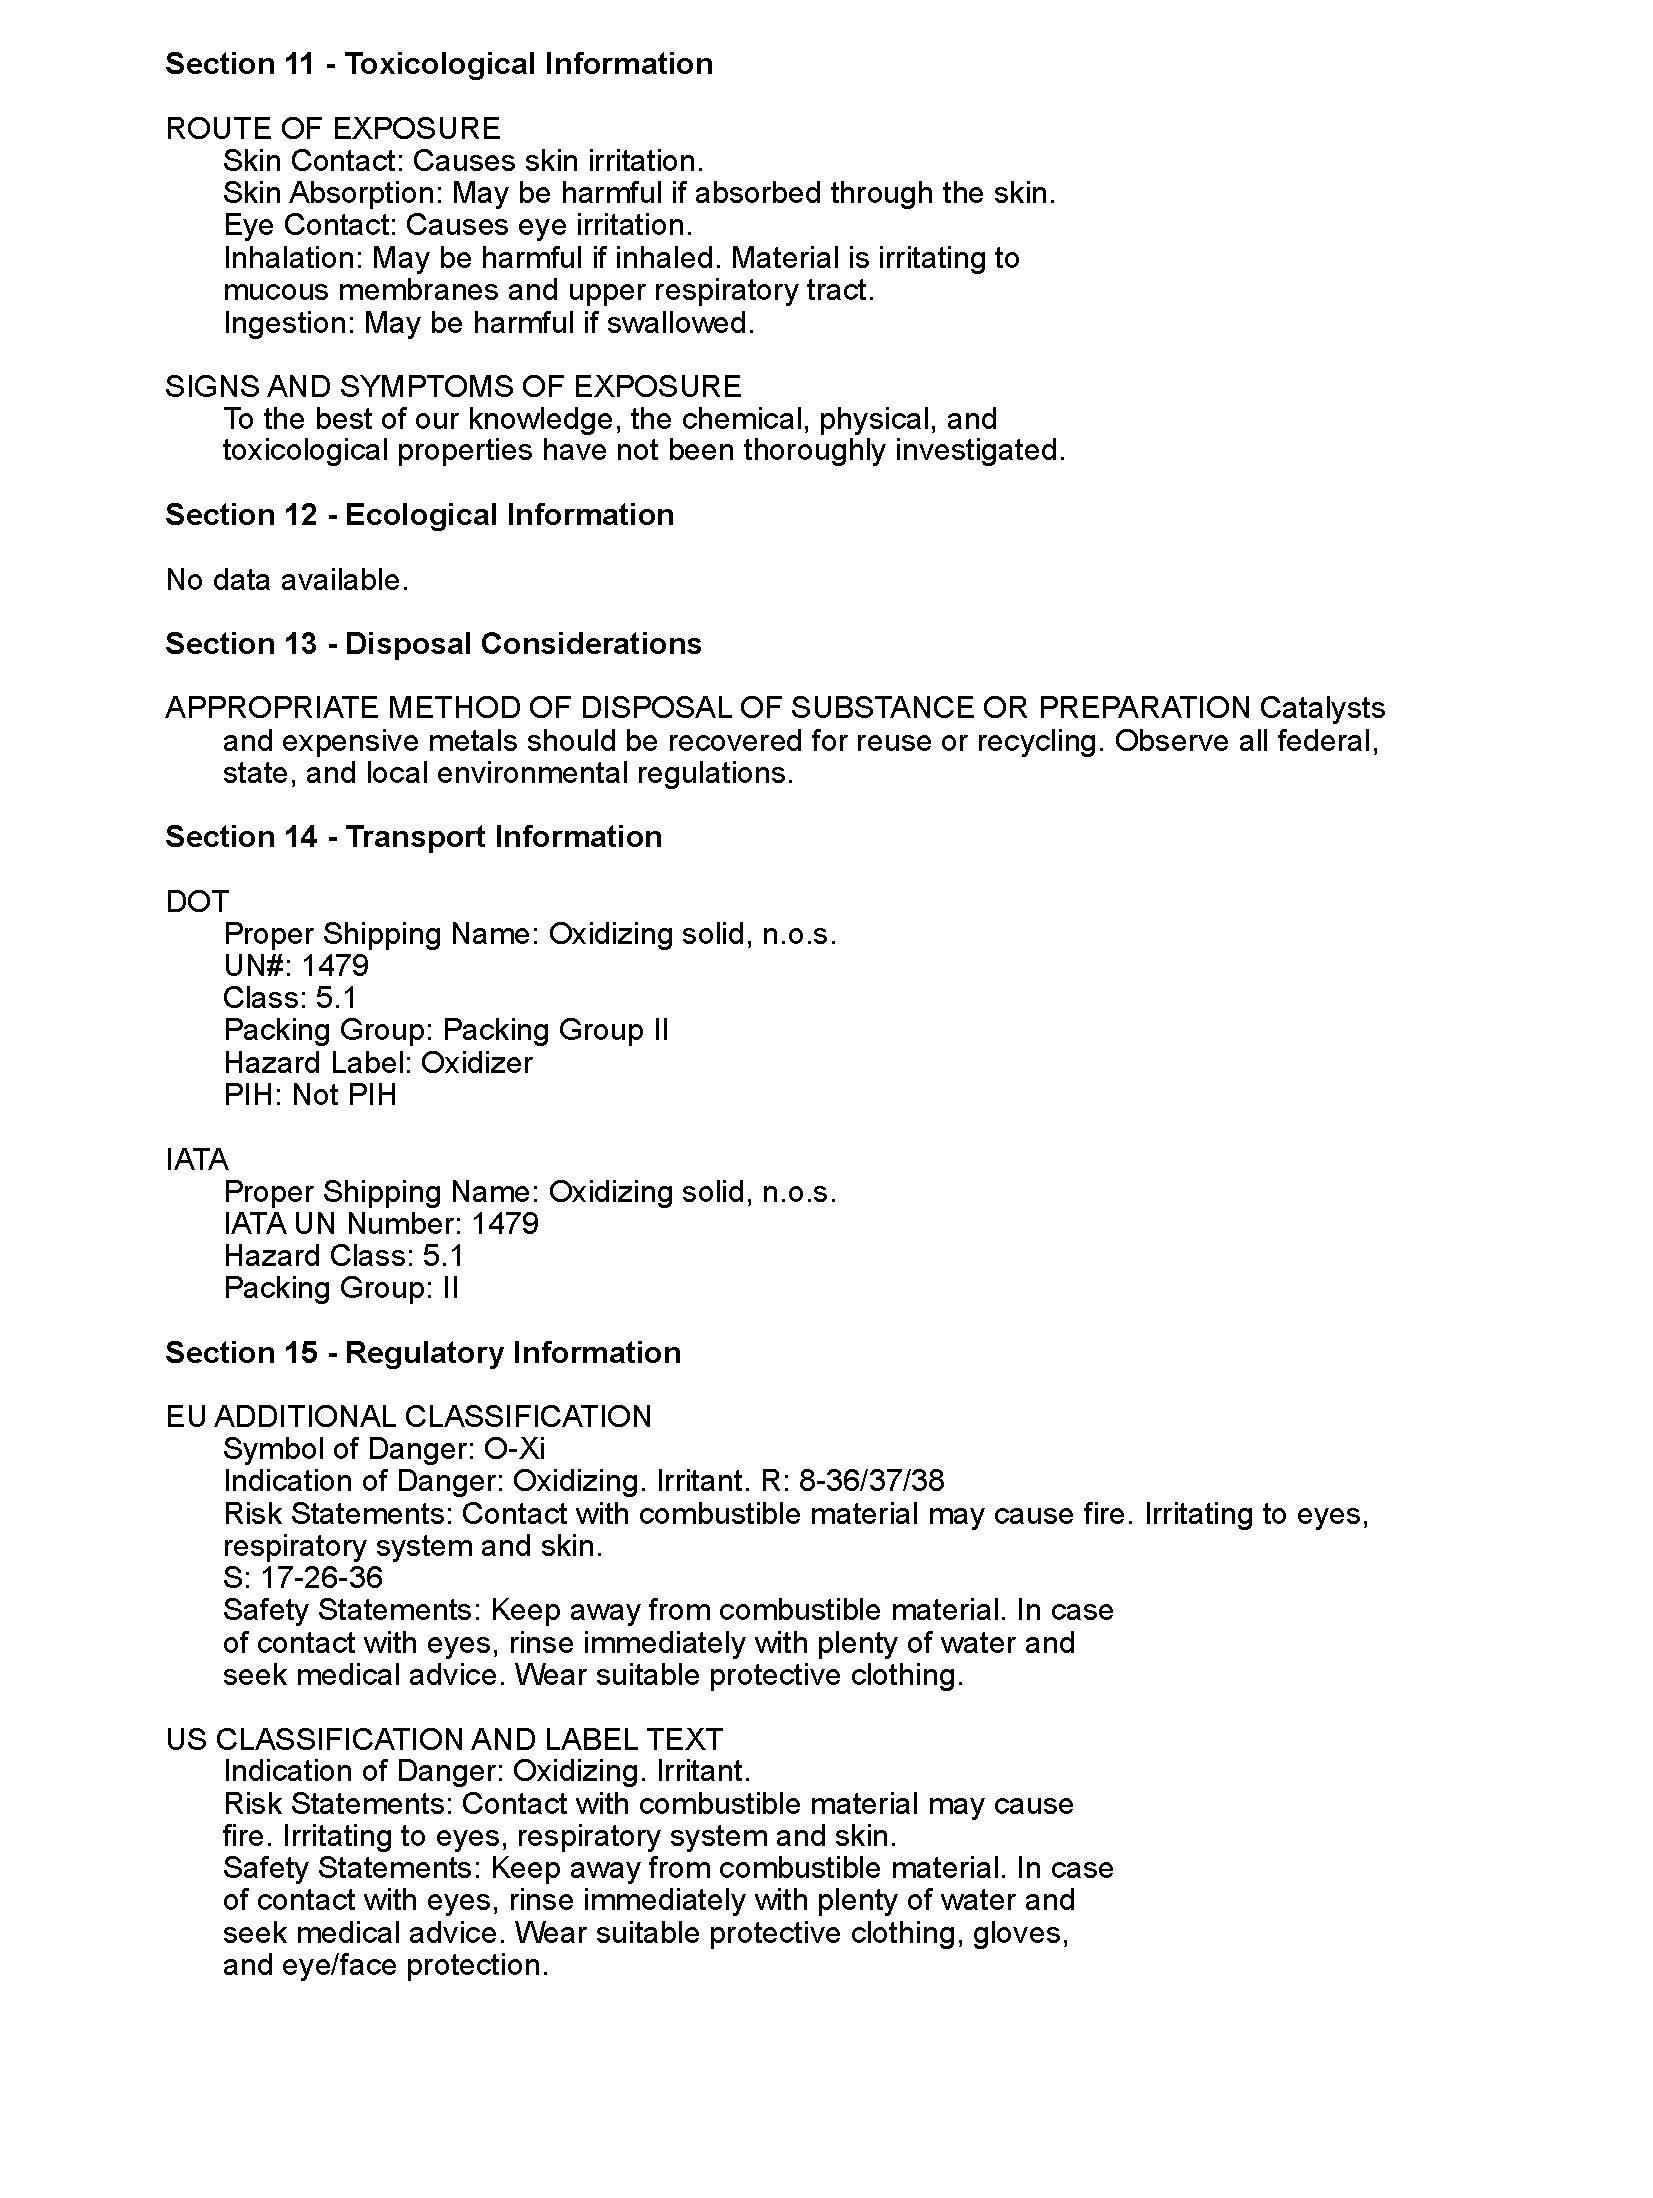 Section 11 - Toxicological Information
ROUTE OF EXPOSURE
Skin Contact: Causes skin irritation.
Skin Absorption: May be harmful if absorbed through the skin.
Eye Contact: Causes eye irritation.
Inhalation: May be harmful if inhaled. Material is irritating to
mucous membranes and upper respiratory tract.
Ingestion: May be harmful if swallowed.
SIGNS AND SYMPTOMS OF EXPOSURE
To the best of our knowledge, the chemical, physical, and
toxicological properties have not been thoroughly investigated.
Section 12 - Ecological Information
No data available.
Section 13 - Disposal Considerations
APPROPRIATE METHOD OF DISPOSAL OF SUBSTANCE OR PREPARATION Catalysts
and expensive metals should be recovered for reuse or recycling. Observe all federal,
state, and local environmental regulations.
Section 14 - Transport Information
DOT
Proper Shipping Name: Oxidizing solid, n.o.s.
UN#: 1479
Class: 5.1
Packing Group: Packing Group II
Hazard Label: Oxidizer
PIH: Not PIH
IATA
Proper Shipping Name: Oxidizing solid, n.o.s.
IATA UN Number: 1479
Hazard Class: 5.1
Packing Group: II
Section 15 - Regulatory Information
EU ADDITIONAL CLASSIFICATION
Symbol of Danger: O-Xi
Indication of Danger: Oxidizing. Irritant. R: 8-36/37/38
Risk Statements: Contact with combustible material may cause fire. Irritating to eyes,
respiratory system and skin.
S: 17-26-36
Safety Statements: Keep away from combustible material. In case
of contact with eyes, rinse immediately with plenty of water and
seek medical advice. Wear suitable protective clothing.
US CLASSIFICATION AND LABEL TEXT
Indication of Danger: Oxidizing. Irritant.
Risk Statements: Contact with combustible material may cause
fire. Irritating to eyes, respiratory system and skin.
Safety Statements: Keep away from combustible material. In case
of contact with eyes, rinse immediately with plenty of water and
seek medical advice. Wear suitable protective clothing, gloves,
and eye/face protection.